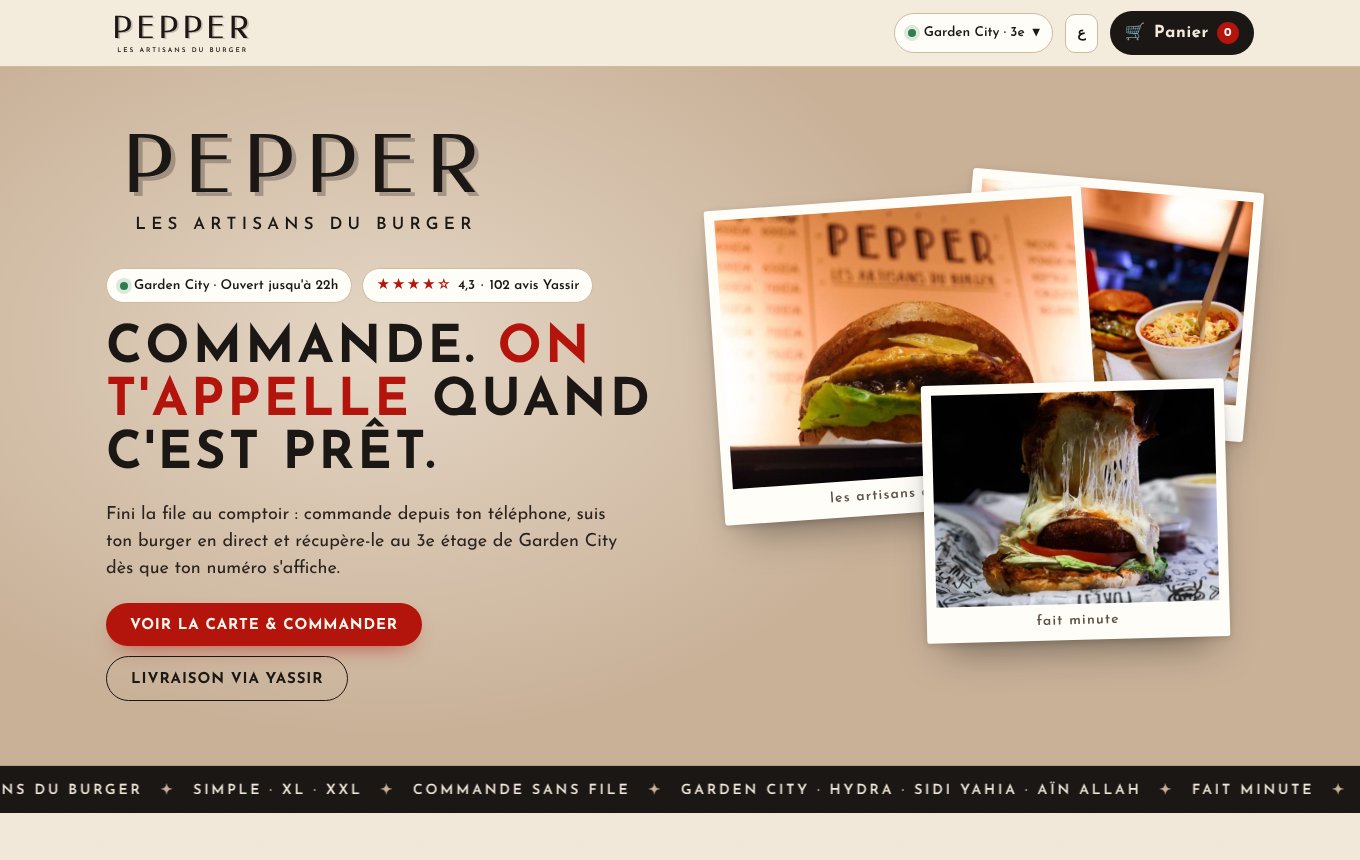 PEPPER
LES ARTISANS DU BURGER
Garden City · 3e ▼
ع
Panier 0
PEPPER
LES ARTISANS DU BURGER
Garden City · Ouvert jusqu'à 22h
★★★★☆ 4,3 · 102 avis Yassir
COMMANDE. ON
T'APPELLE QUAND
C'EST PRÊT.
Fini la file au comptoir : commande depuis ton téléphone, suis
ton burger en direct et récupère-le au 3e étage de Garden City
dès que ton numéro s'affiche.
VOIR LA CARTE & COMMANDER
LIVRAISON VIA YASSIR
PEPPER
LES ARTISANS DU BURGER
les artisans
fait minute
NS DU BURGER ✦ SIMPLE · XL · XXL ✦ COMMANDE SANS FILE ✦ GARDEN CITY · HYDRA · SIDI YAHIA · AÏN ALLAH ✦ FAIT MINUTE ✦